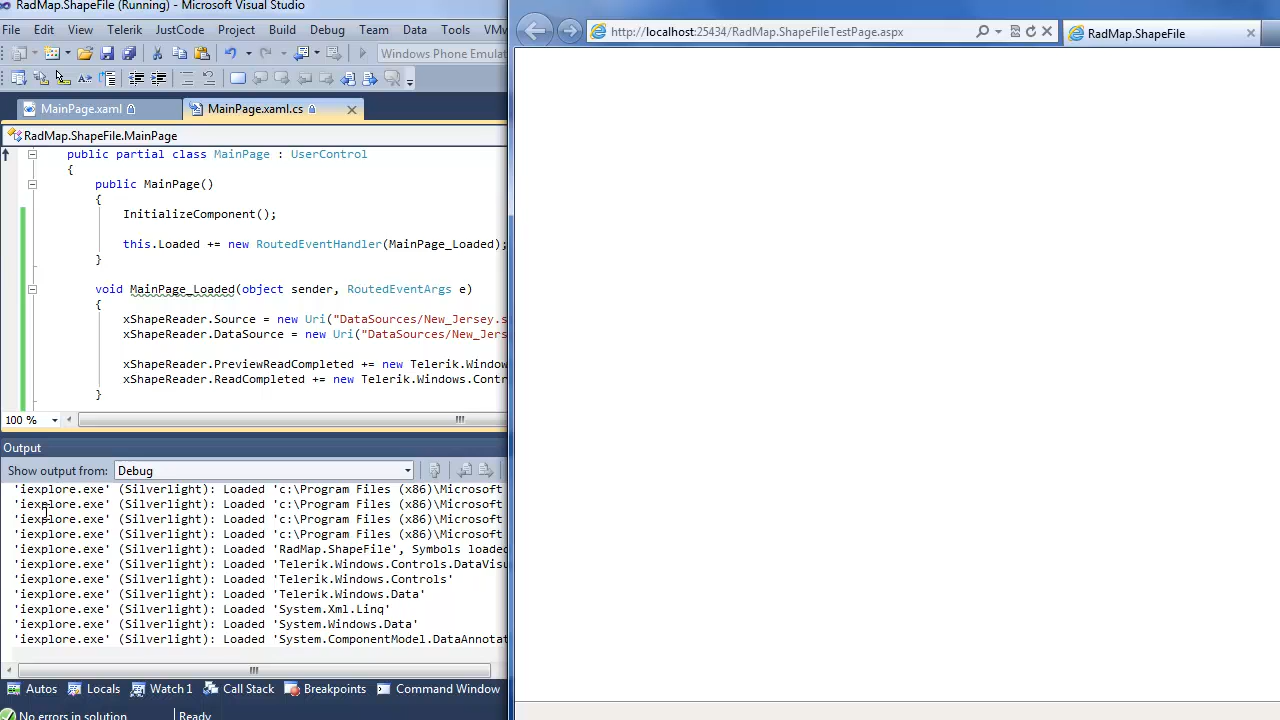 RadMap.ShapeFile (Running) - Microsoft Visual Studio
File Edit View Telerik JustCode Project Build Debug Team Data Tools VM
Windows Phone Emulat
MainPage.xaml
MainPage.xaml.cs
RadMap.ShapeFile.MainPage
public partial class MainPage : UserControl
{
public MainPage()
{
InitializeComponent();
this.Loaded += new RoutedEventHandler(MainPage_Loaded);
}
void MainPage_Loaded(object sender, RoutedEventArgs e)
{
xShapeReader.Source = new Uri("DataSources/New_Jersey.s
xShapeReader.DataSource = new Uri("DataSources/New_Jers
xShapeReader.PreviewReadCompleted += new Telerik.Windo
xShapeReader.ReadCompleted += new Telerik.Windows.Contr
}
100 %
Output
Show output from: Debug
'iexplore.exe' (Silverlight): Loaded 'c:\Program Files (x86)\Microsoft
'iexplore.exe' (Silverlight): Loaded 'c:\Program Files (x86)\Microsoft
'iexplore.exe' (Silverlight): Loaded 'c:\Program Files (x86)\Microsoft
'iexplore.exe' (Silverlight): Loaded 'c:\Program Files (x86)\Microsoft
'iexplore.exe' (Silverlight): Loaded 'RadMap.ShapeFile', Symbols loaded
'iexplore.exe' (Silverlight): Loaded 'Telerik.Windows.Controls.DataVisu
'iexplore.exe' (Silverlight): Loaded 'Telerik.Windows.Controls'
'iexplore.exe' (Silverlight): Loaded 'Telerik.Windows.Data'
'iexplore.exe' (Silverlight): Loaded 'System.Xml.Linq'
'iexplore.exe' (Silverlight): Loaded 'System.Windows.Data'
'iexplore.exe' (Silverlight): Loaded 'System.ComponentModel.DataAnnotat
Autos Locals Watch 1 Call Stack Breakpoints Command Window
No errors in solution Ready
http://localhost:25434/RadMap.ShapeFileTestPage.aspx
RadMap.ShapeFile